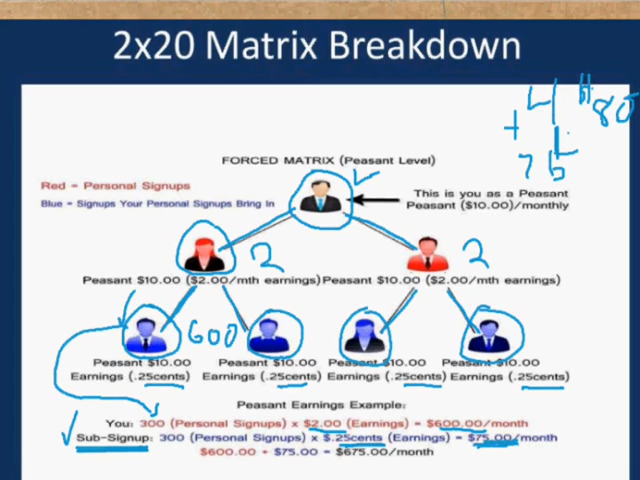 2x20 Matrix Breakdown
FORCED MATRIX (Peasant Level)
Red = Personal Signups
Blue = Signups Your Personal Signups Bring In
This is you as a Peasant
Peasant ($10.00)/monthly
2
2
Peasant $10.00 ($2.00/mth earnings) Peasant $10.00 ($2.00/mth earnings)
600
Peasant $10.00 Peasant $10.00 Peasant $10.00 Peasant $10.00
Earnings (.25cents) Earnings (.25cents) Earnings (.25cents) Earnings (.25cents)
Peasant Earnings Example:
You: 300 (Personal Signups) x $2.00 (Earnings) = $600.00/month
Sub-Signup: 300 (Personal Signups) x $.25cents (Earnings) = $75.00/month
$600.00 + $75.00 = $675.00/month